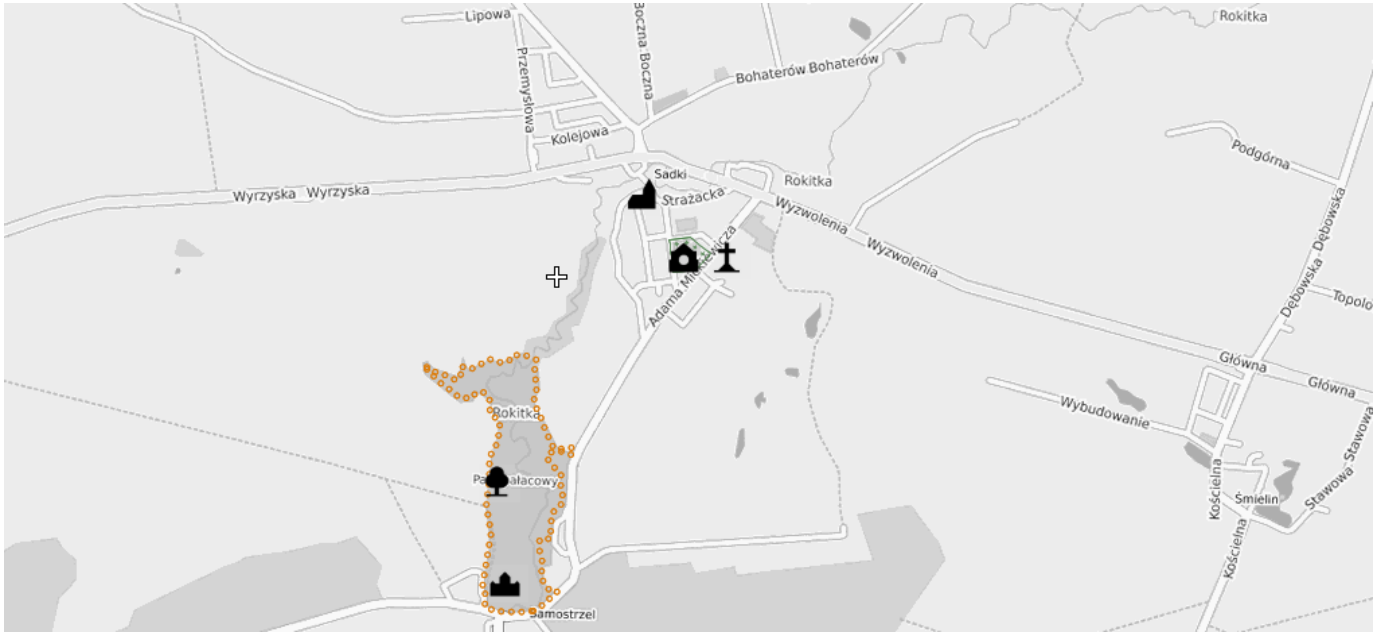 Lipowa
Boczna Boczna
Rokitka
Przemysłowa
Bohaterów Bohaterów
Kolejowa
Podgórna
Sadki
Rokitka
Wyrzyska Wyrzyska
Strażacka
Wyzwolenia
Wyzwolenia
Dębowska Dębowska
Adama Mickiewicza
Topolo
Główna
Główna
Wybudowanie
Rokitka
Stawowa Stawowa
Kościelna
Śmielin
Kościelna
Samostrzel